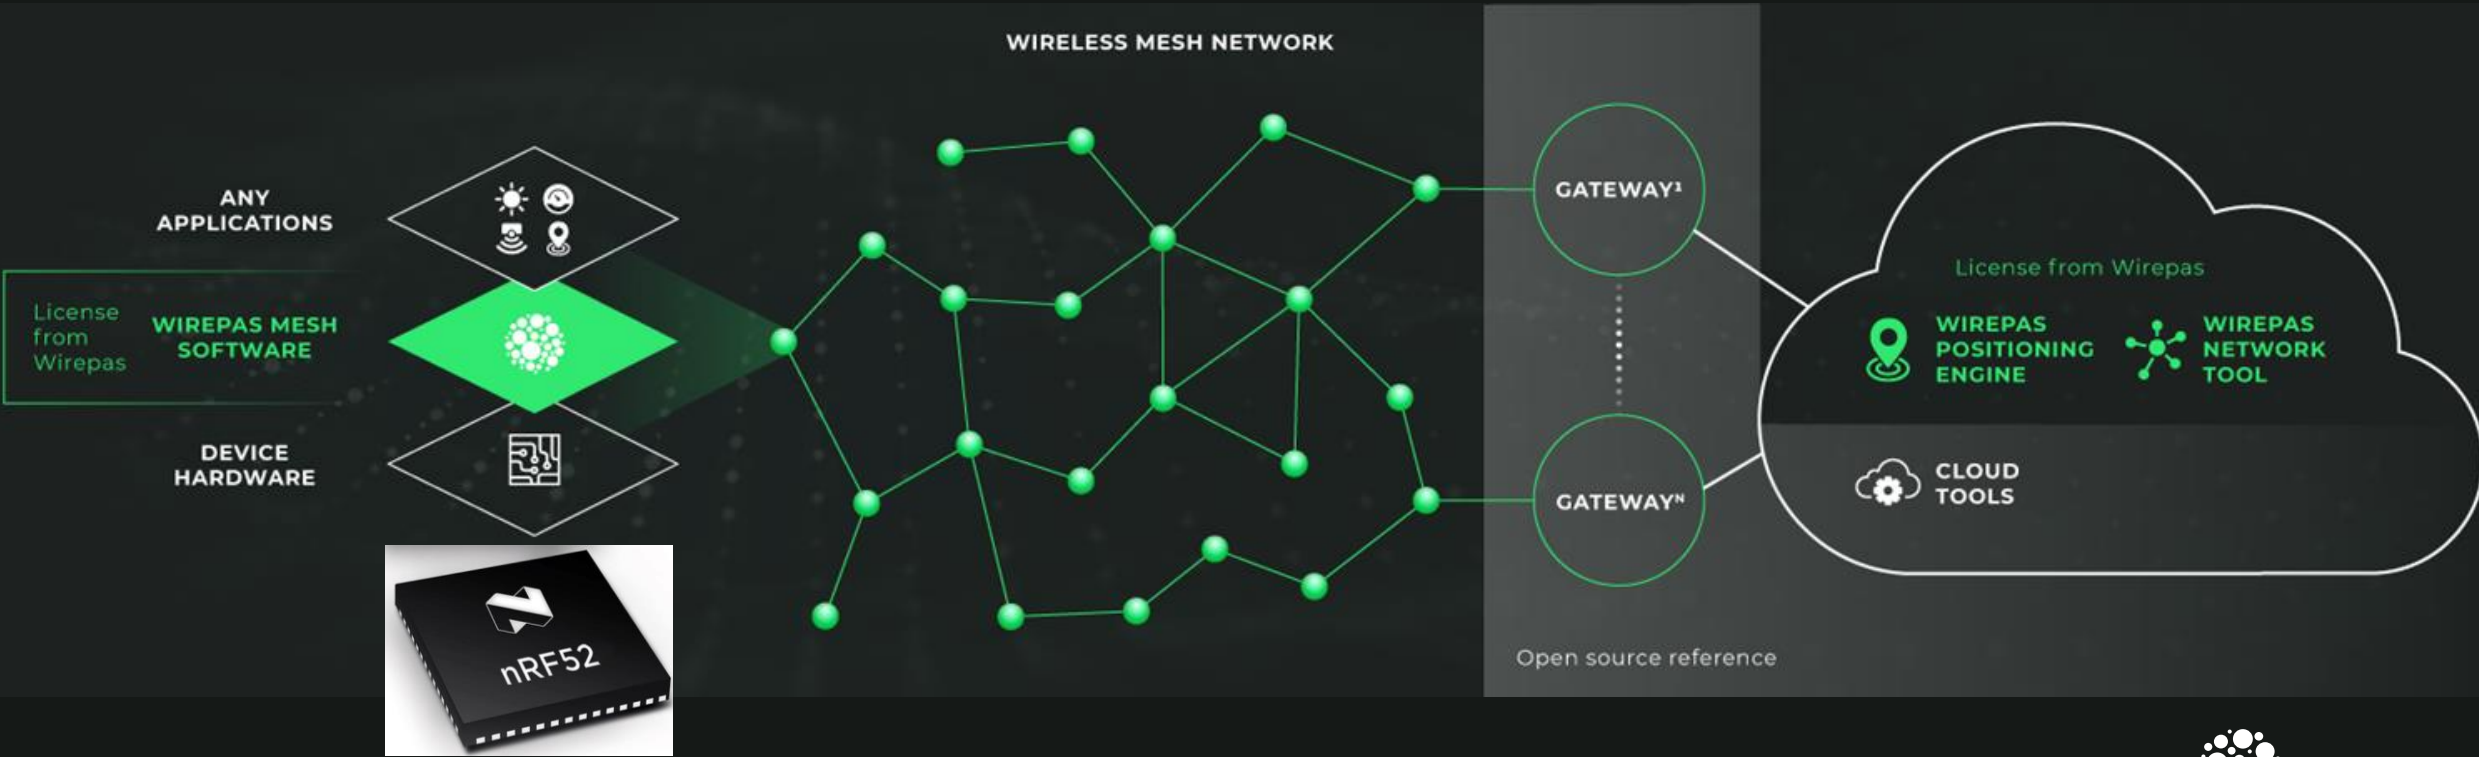 WIRELESS MESH NETWORK
ANY
APPLICATIONS
License
from
Wirepas
WIREPAS MESH
SOFTWARE
DEVICE
HARDWARE
nRF52
GATEWAY¹
GATEWAYᴺ
Open source reference
License from Wirepas
WIREPAS
POSITIONING
ENGINE
WIREPAS
NETWORK
TOOL
CLOUD
TOOLS